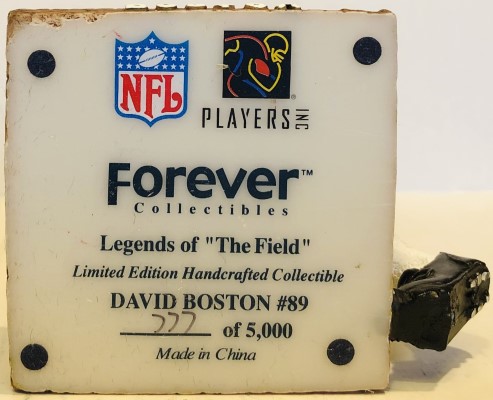 NFL
PLAYERS INC
Forever™
Collectibles
Legends of "The Field"
Limited Edition Handcrafted Collectible
DAVID BOSTON #89
777 of 5,000
Made in China